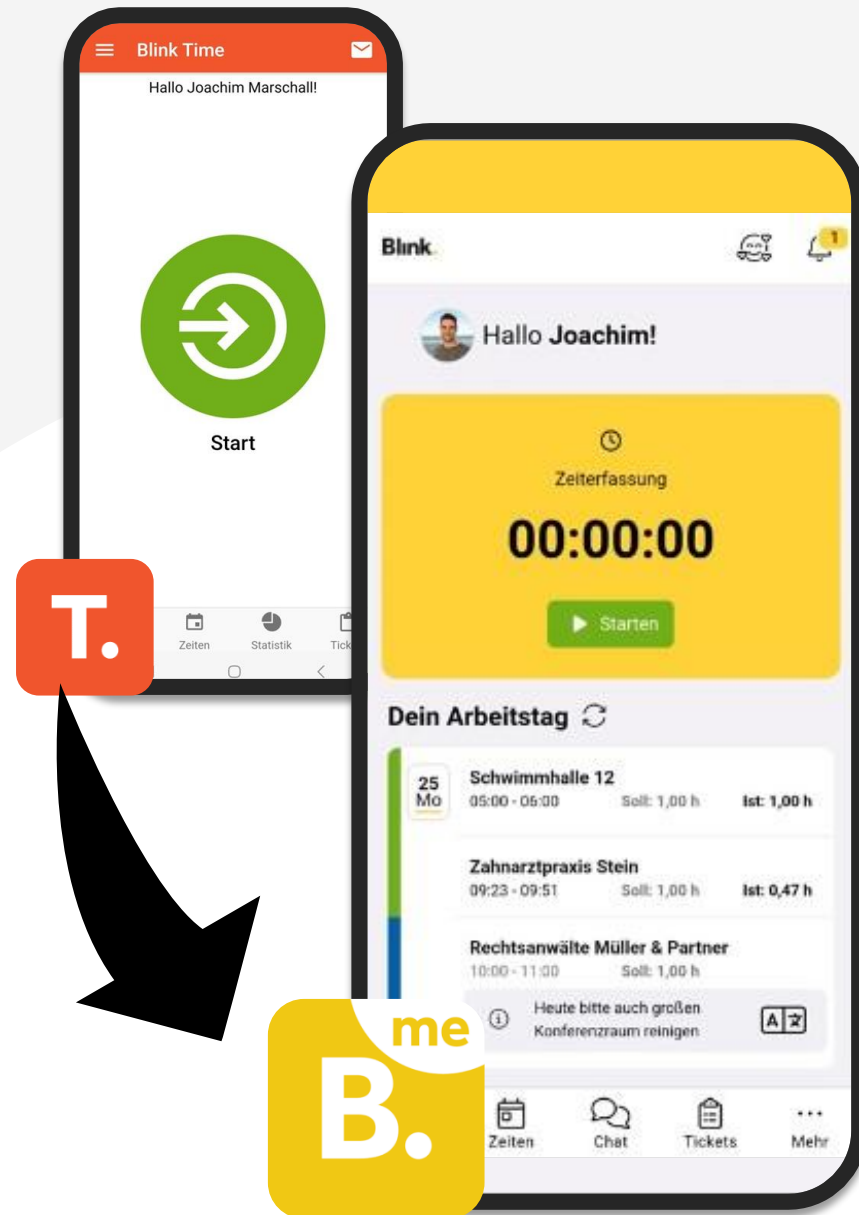 Blink Time
Hallo Joachim Marschall!
Start
Zeiten
Statistik
T.
Blink.
1
Hallo Joachim!
Zeiterfassung
00:00:00
Starten
Dein Arbeitstag
25
Mo
Schwimmhalle 12
05:00 - 06:00 Soll: 1,00 h Ist: 1,00 h
Zahnarztpraxis Stein
09:23 - 09:51 Soll: 1,00 h Ist: 0,47 h
Rechtsanwälte Müller & Partner
10:00 - 11:00 Soll: 1,00 h
Heute bitte auch großen
Konferenzraum reinigen
A 文
me
B.
Zeiten
Chat
Tickets
Mehr